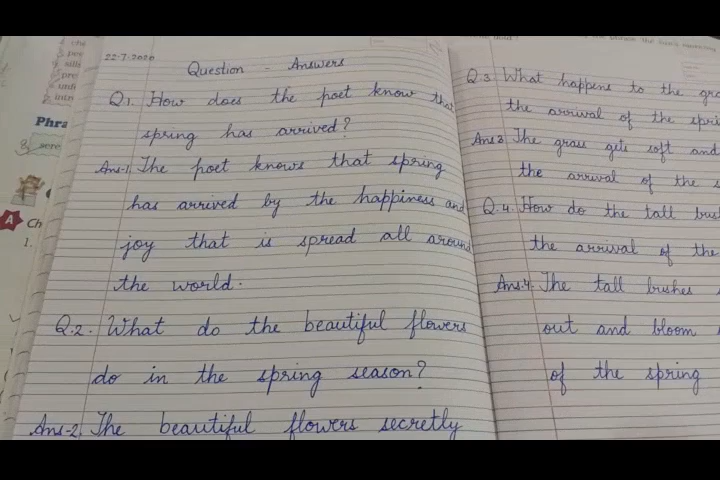 22-7-2020
Question - Answers
Q1. How does the poet know that
spring has arrived?
Ans-1. The poet knows that spring
has arrived by the happiness and
joy that is spread all around
the world.
Q.2. What do the beautiful flowers
do in the spring season?
Ans-2. The beautiful flowers secretly
Q.3 What happens to the
the arrival of the
Ans3. The grass gets soft and
the arrival of the
Q.4. How do the tall
the arrival of the
Ans-4. The tall bushes
out and bloom
of the spring
Phra
A Ch
1.